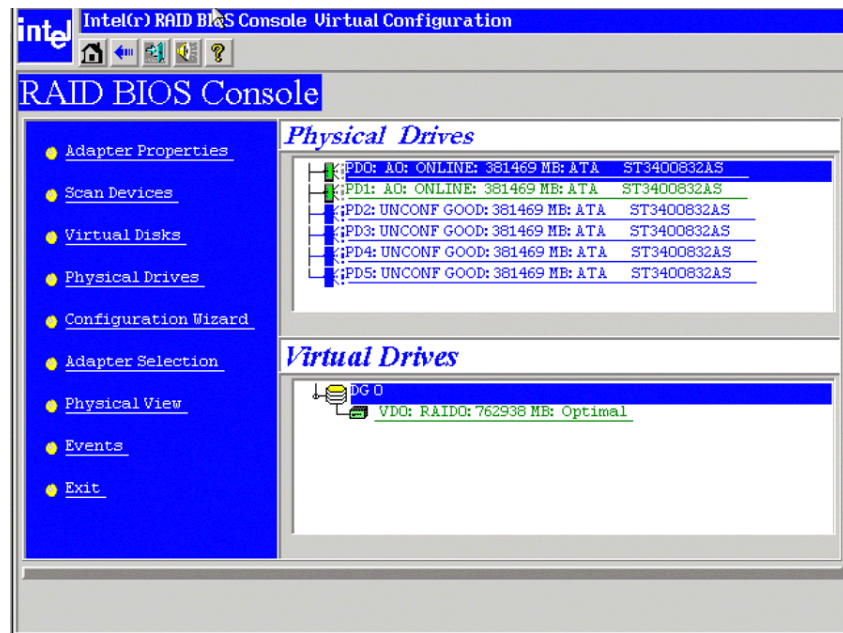 intel
Intel(r) RAID BIOS Console Virtual Configuration
RAID BIOS Console
Adapter Properties
Scan Devices
Virtual Disks
Physical Drives
Configuration Wizard
Adapter Selection
Physical View
Events
Exit
Physical Drives
PD0: A0: ONLINE: 381469 MB: ATA ST3400832AS
PD1: A0: ONLINE: 381469 MB: ATA ST3400832AS
PD2: UNCONF GOOD: 381469 MB: ATA ST3400832AS
PD3: UNCONF GOOD: 381469 MB: ATA ST3400832AS
PD4: UNCONF GOOD: 381469 MB: ATA ST3400832AS
PD5: UNCONF GOOD: 381469 MB: ATA ST3400832AS
Virtual Drives
DG 0
VD0: RAID0: 762938 MB: Optimal